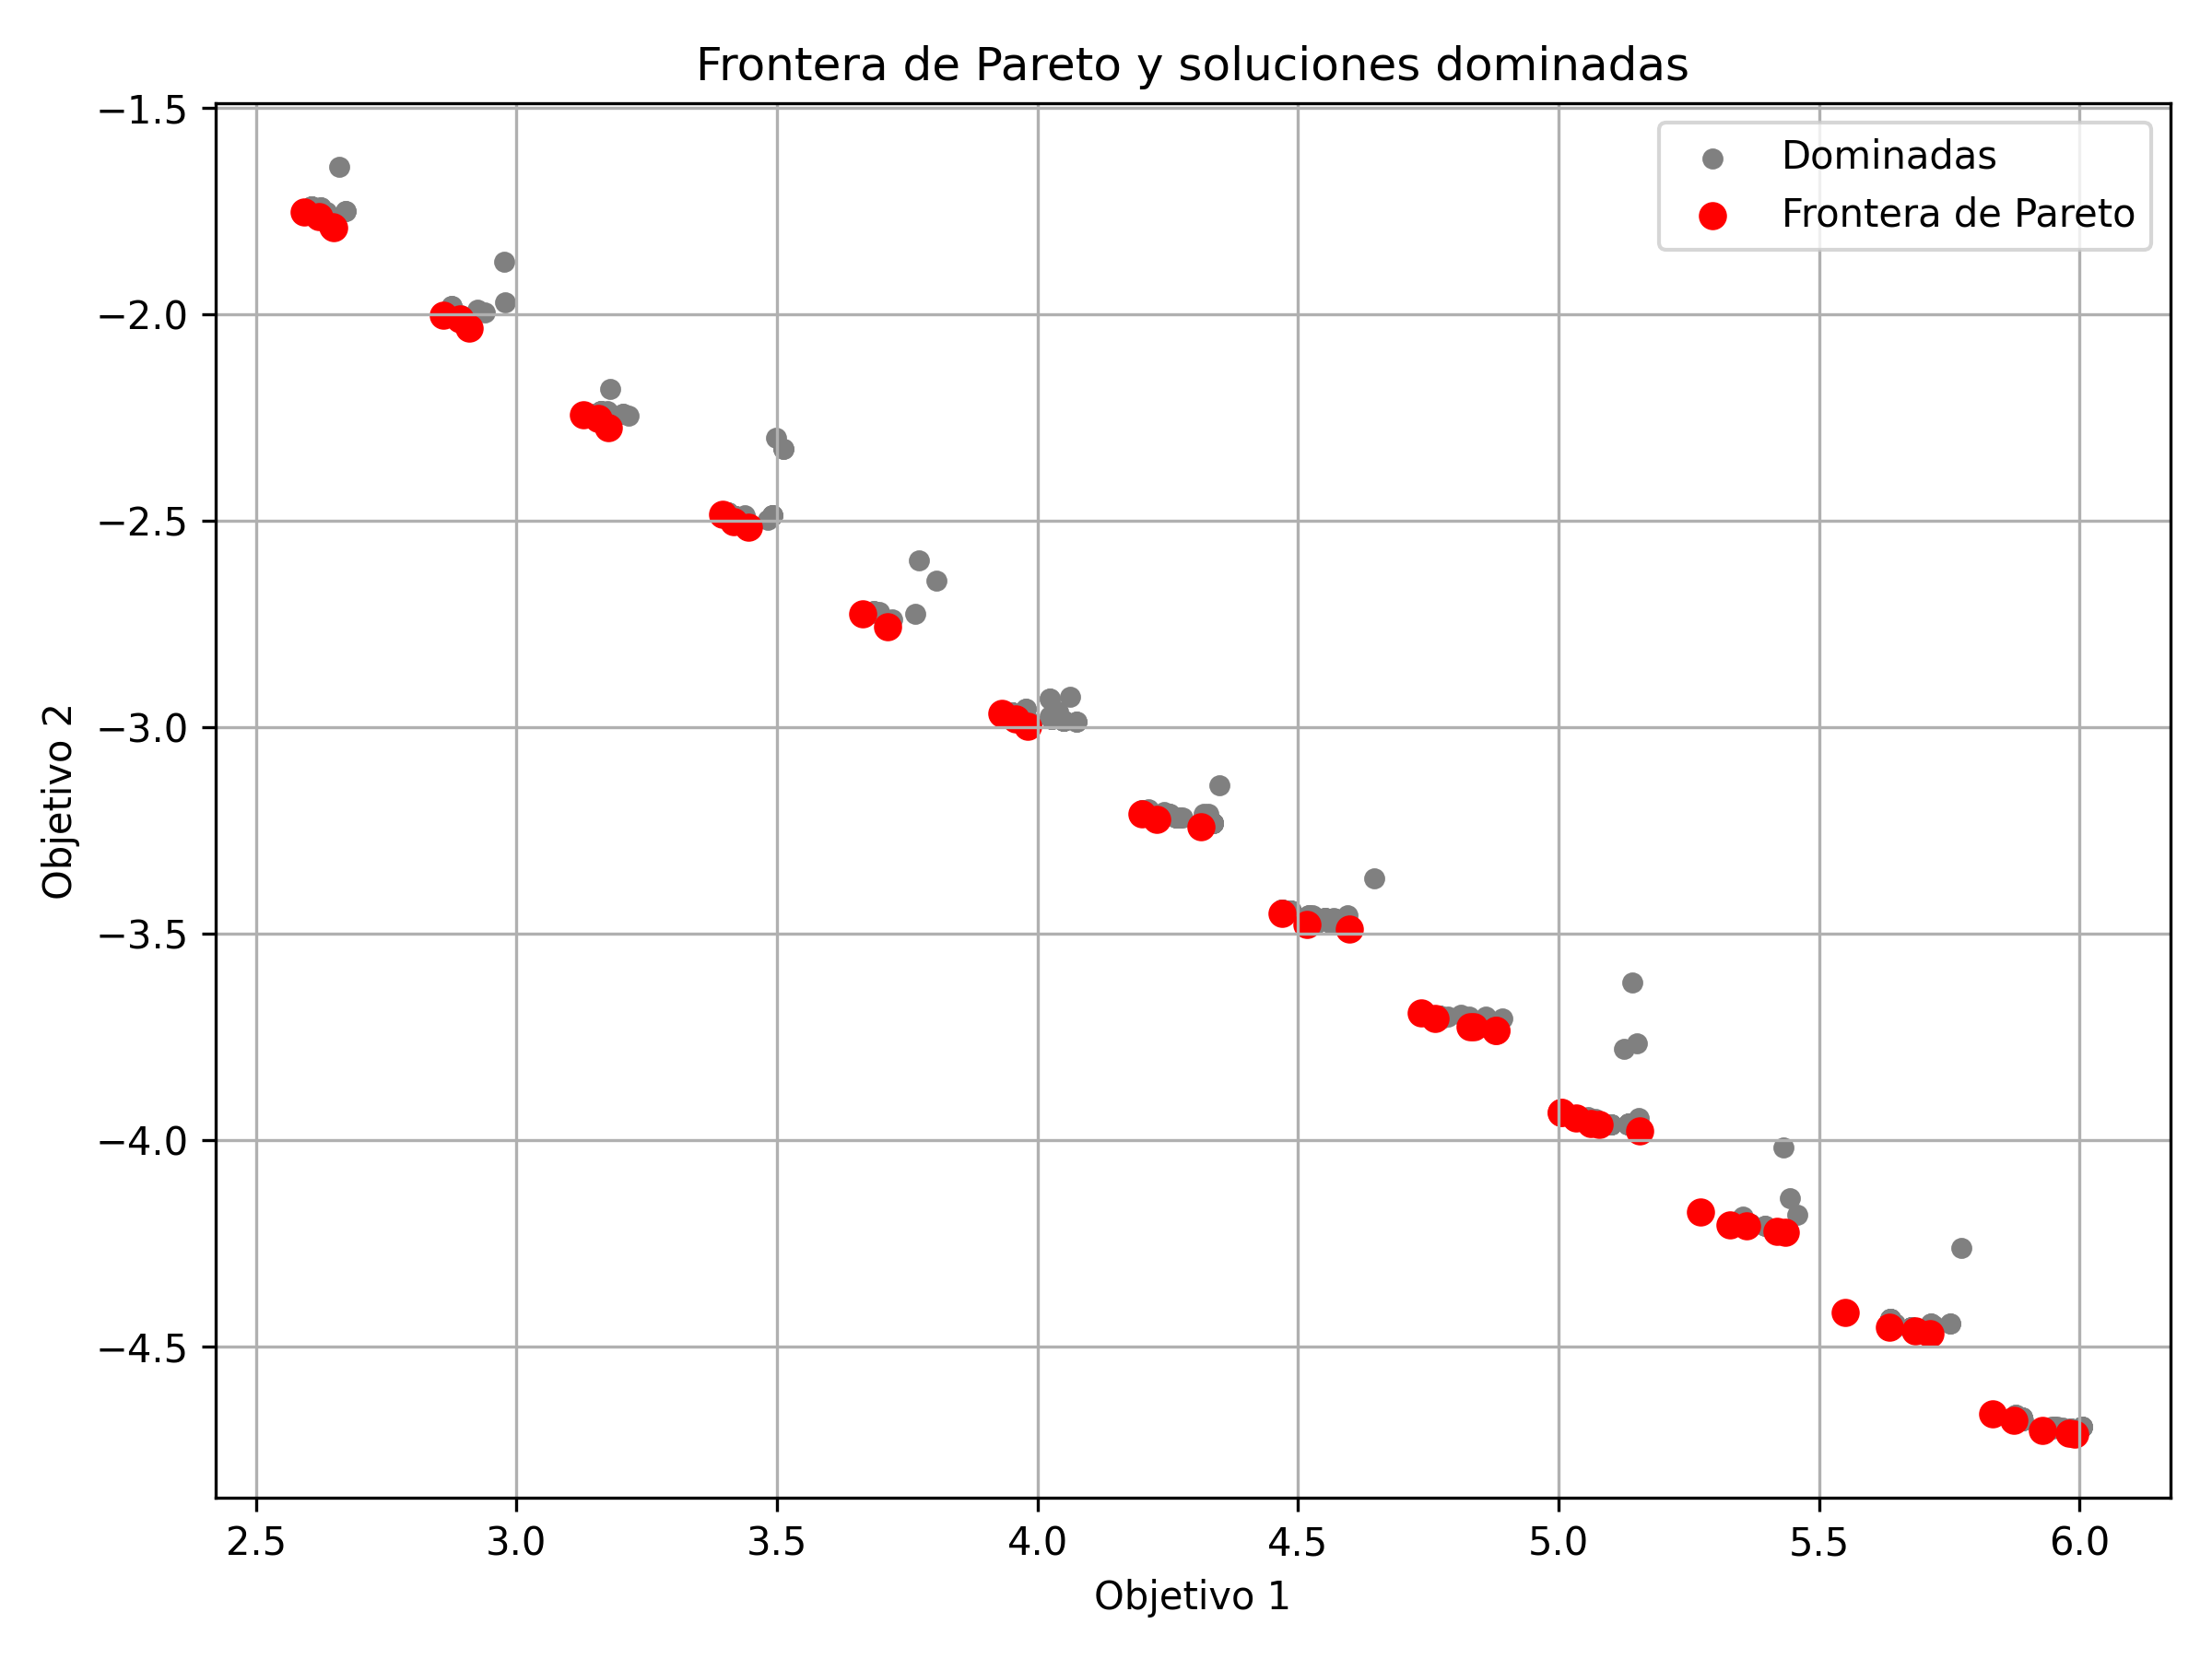 Frontera de Pareto y soluciones dominadas
Dominadas
Frontera de Pareto
−1.5
−2.0
−2.5
−3.0
−3.5
−4.0
−4.5
Objetivo 2
2.5 3.0 3.5 4.0 4.5 5.0 5.5 6.0
Objetivo 1